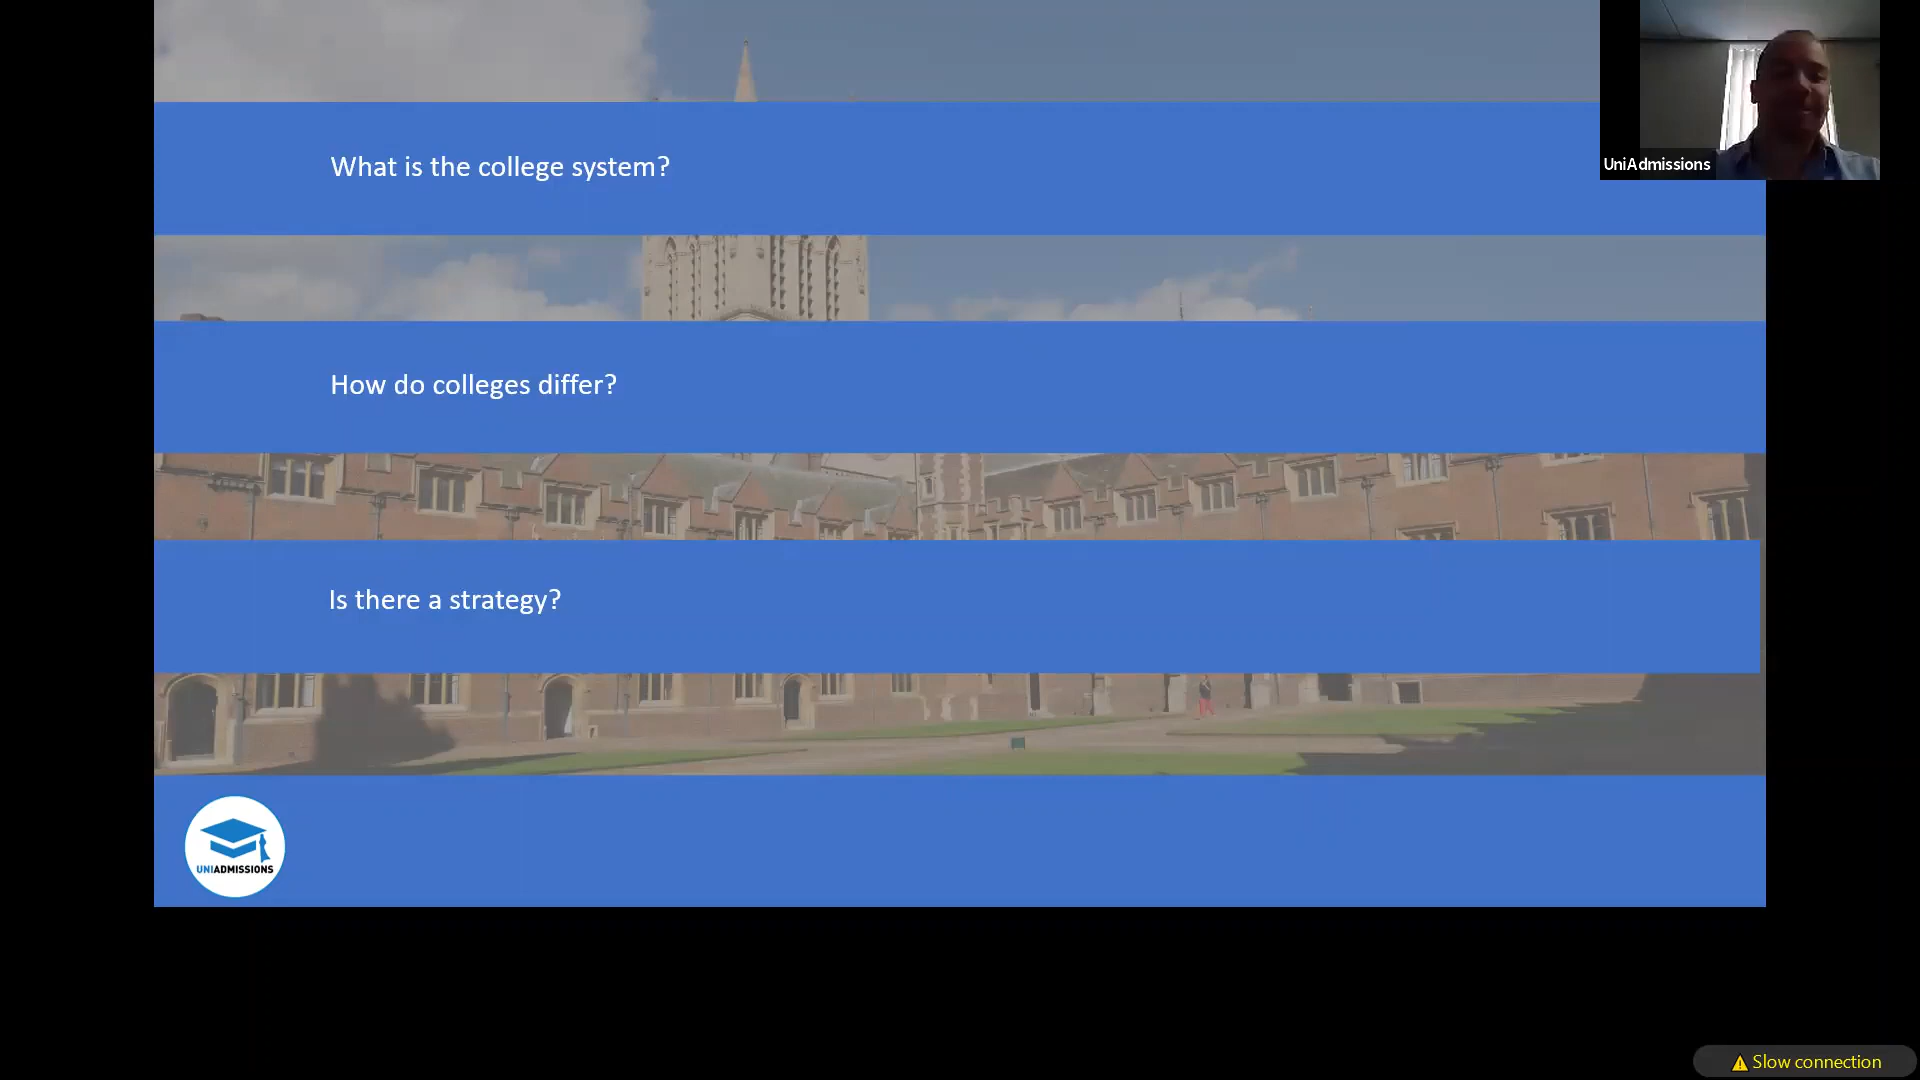 What is the college system?
UniAdmissions
How do colleges differ?
Is there a strategy?
UNIADMISSIONS
Slow connection